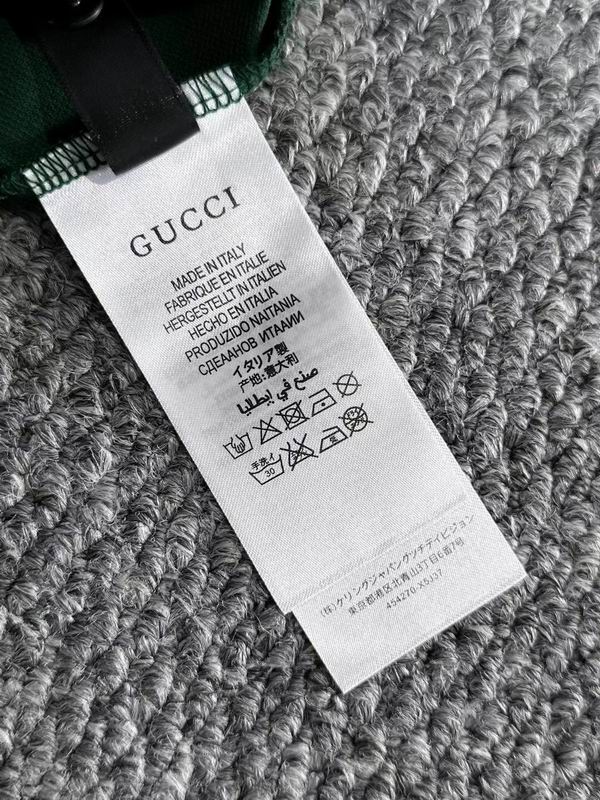 GUCCI
MADE IN ITALY
FABRIQUE EN ITALIE
HERGESTELLT IN ITALIEN
HECHO EN ITALIA
PRODUZIDO NAITANIA
СДЕААНОВ ИТААИИ
イタリア製
产地:意大利
صنع في إيطاليا
手洗イ
30
(株)ケリングジャパングッチディビジョン
東京都港区北青山3丁目6番7号
454270-X5J37